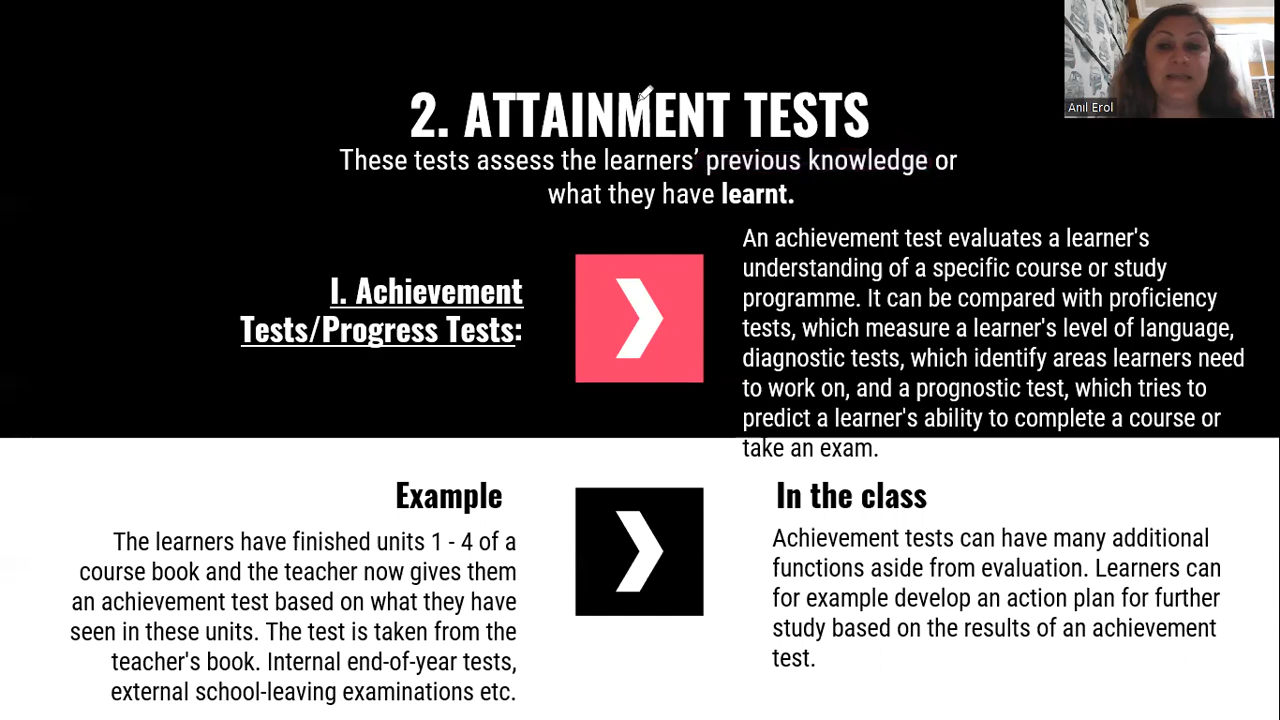 Anil Erol
2. ATTAINMENT TESTS
These tests assess the learners’ previous knowledge or
what they have learnt.
I. Achievement
Tests/Progress Tests:
An achievement test evaluates a learner's
understanding of a specific course or study
programme. It can be compared with proficiency
tests, which measure a learner's level of language,
diagnostic tests, which identify areas learners need
to work on, and a prognostic test, which tries to
predict a learner's ability to complete a course or
take an exam.
Example
The learners have finished units 1 - 4 of a
course book and the teacher now gives them
an achievement test based on what they have
seen in these units. The test is taken from the
teacher's book. Internal end-of-year tests,
external school-leaving examinations etc.
In the class
Achievement tests can have many additional
functions aside from evaluation. Learners can
for example develop an action plan for further
study based on the results of an achievement
test.